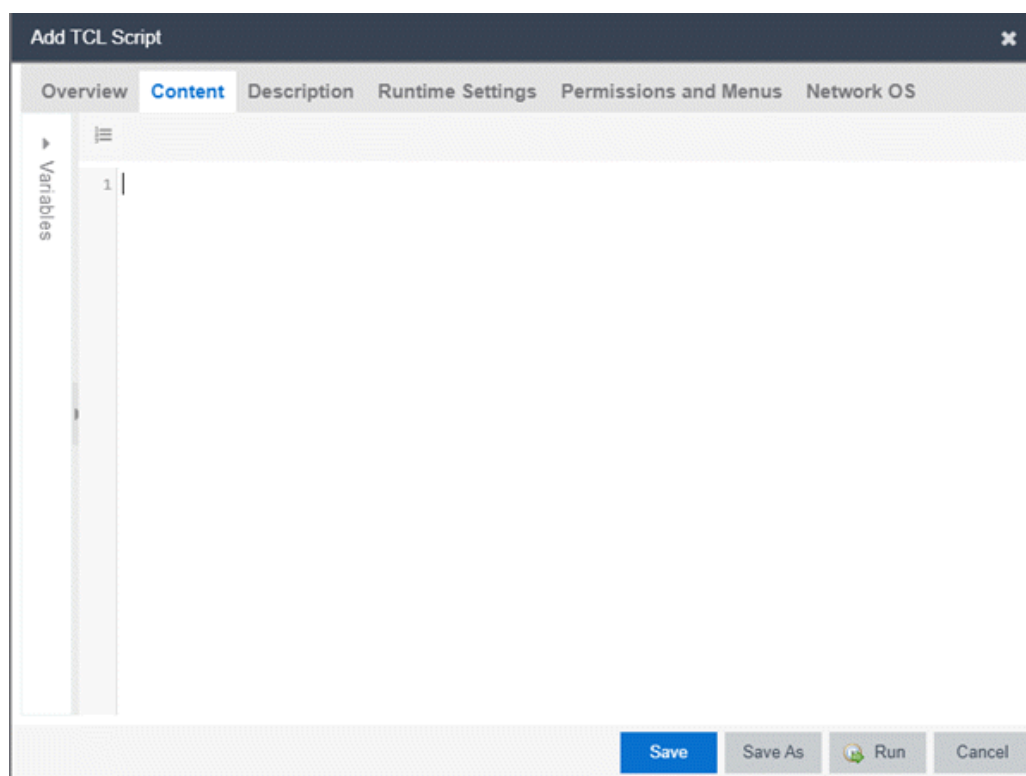 Add TCL Script
Overview Content Description Runtime Settings Permissions and Menus Network OS
Variables
1
Save Save As Run Cancel